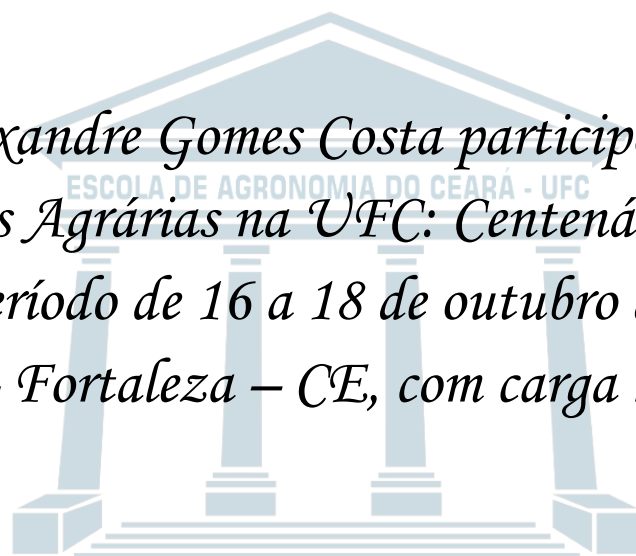 xandre Gomes Costa particip
ESCOLA DE AGRONOMIA DO CEARÁ - UFC
s Agrárias na UFC: Centená
eríodo de 16 a 18 de outubro
Fortaleza – CE, com carga